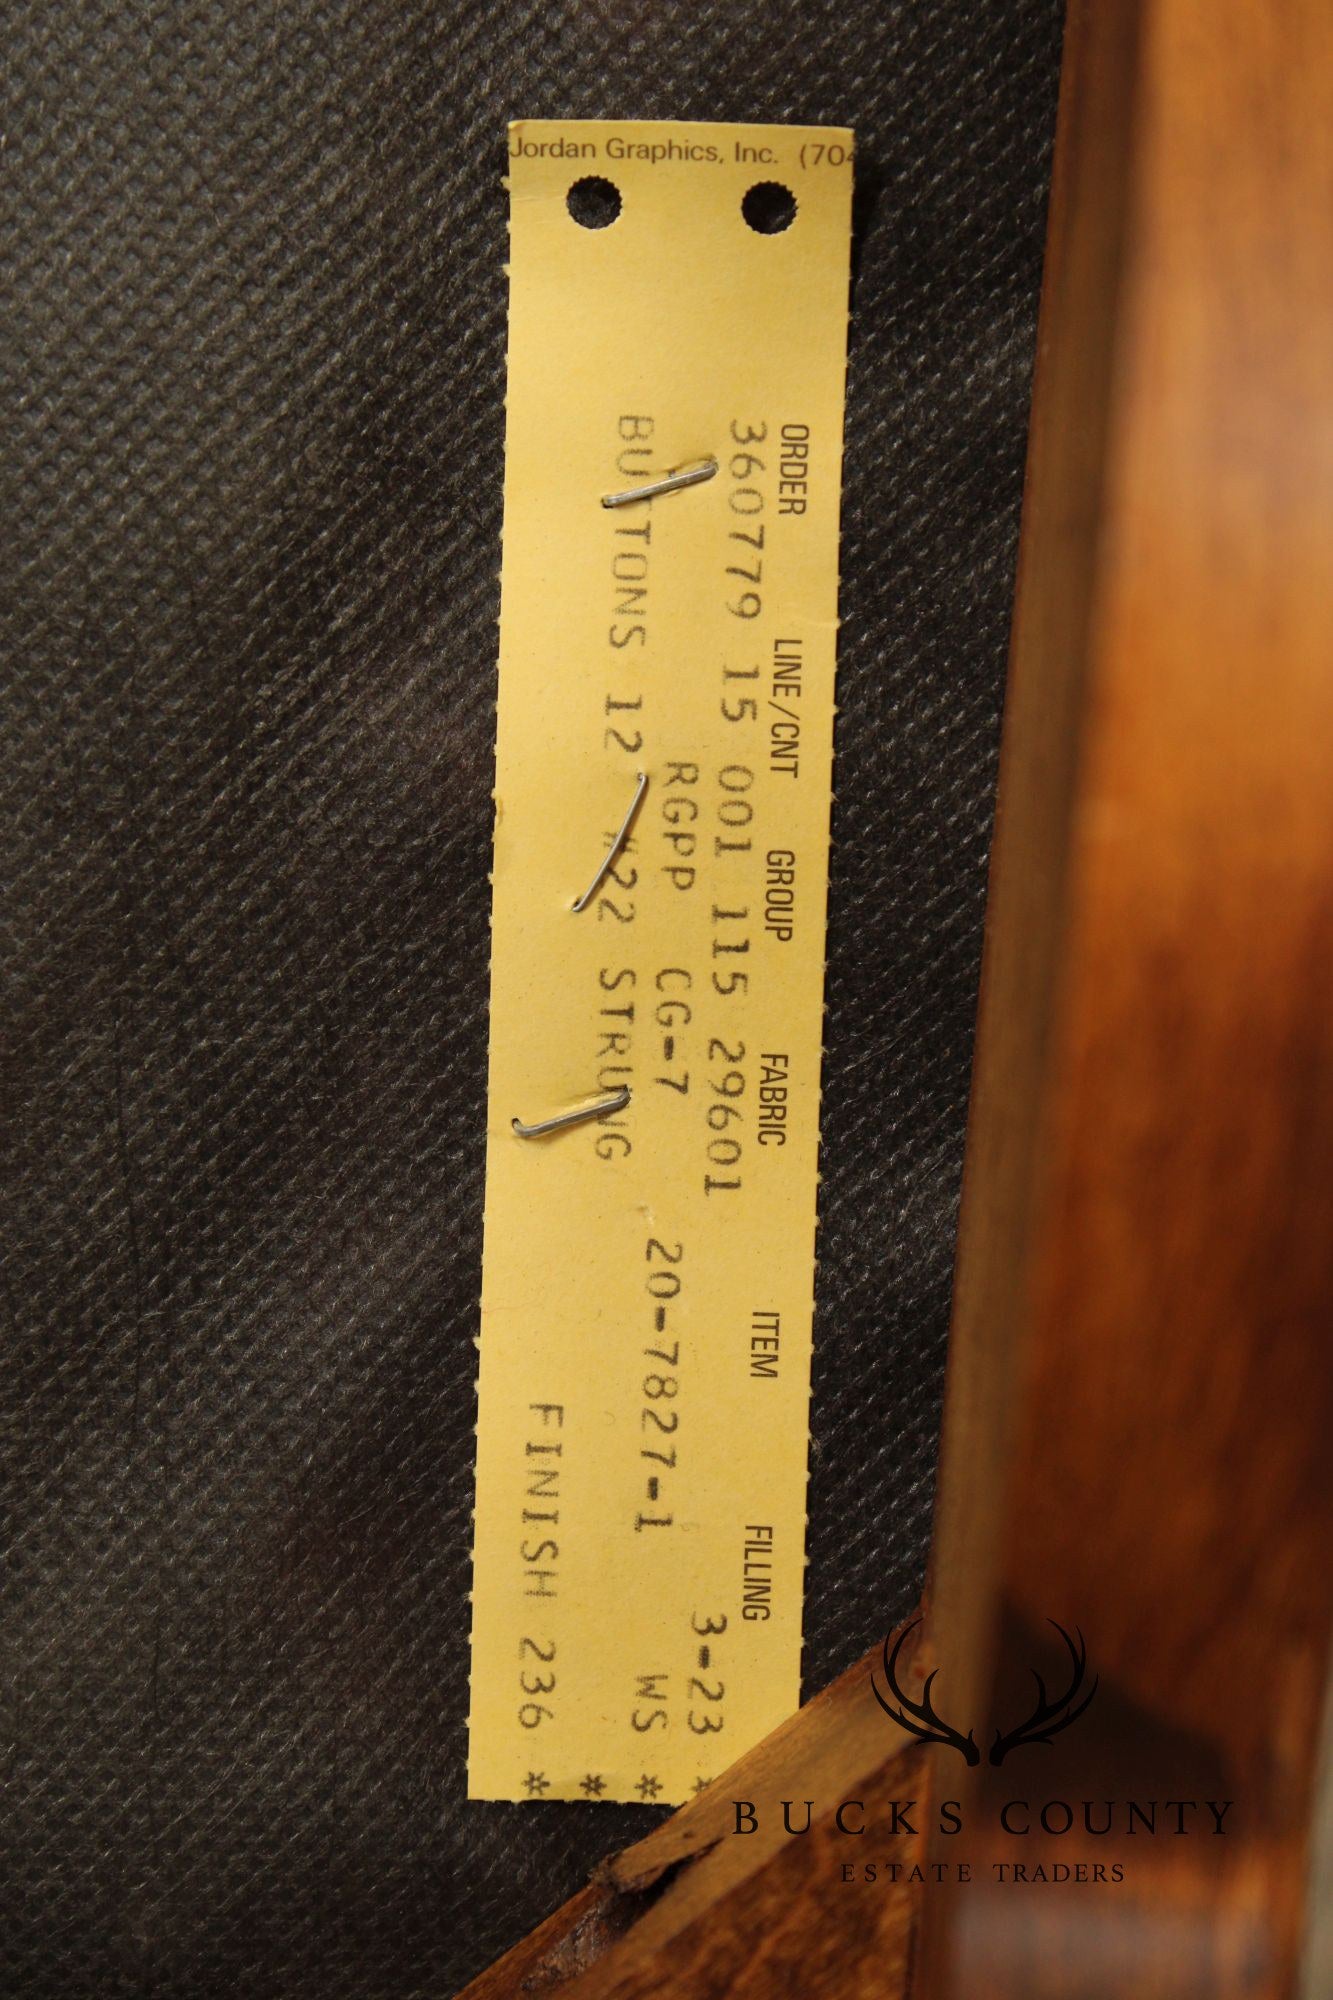 Jordan Graphics, Inc. (704
ORDER LINE/CNT GROUP FABRIC ITEM FILLING
360779 15 001 115 29601 3-23 *
RGPP CG-7 20-7827-1 WS *
BUTTONS 12 #22 STRUNG *
FINISH 236 *
BUCKS COUNTY
ESTATE TRADERS